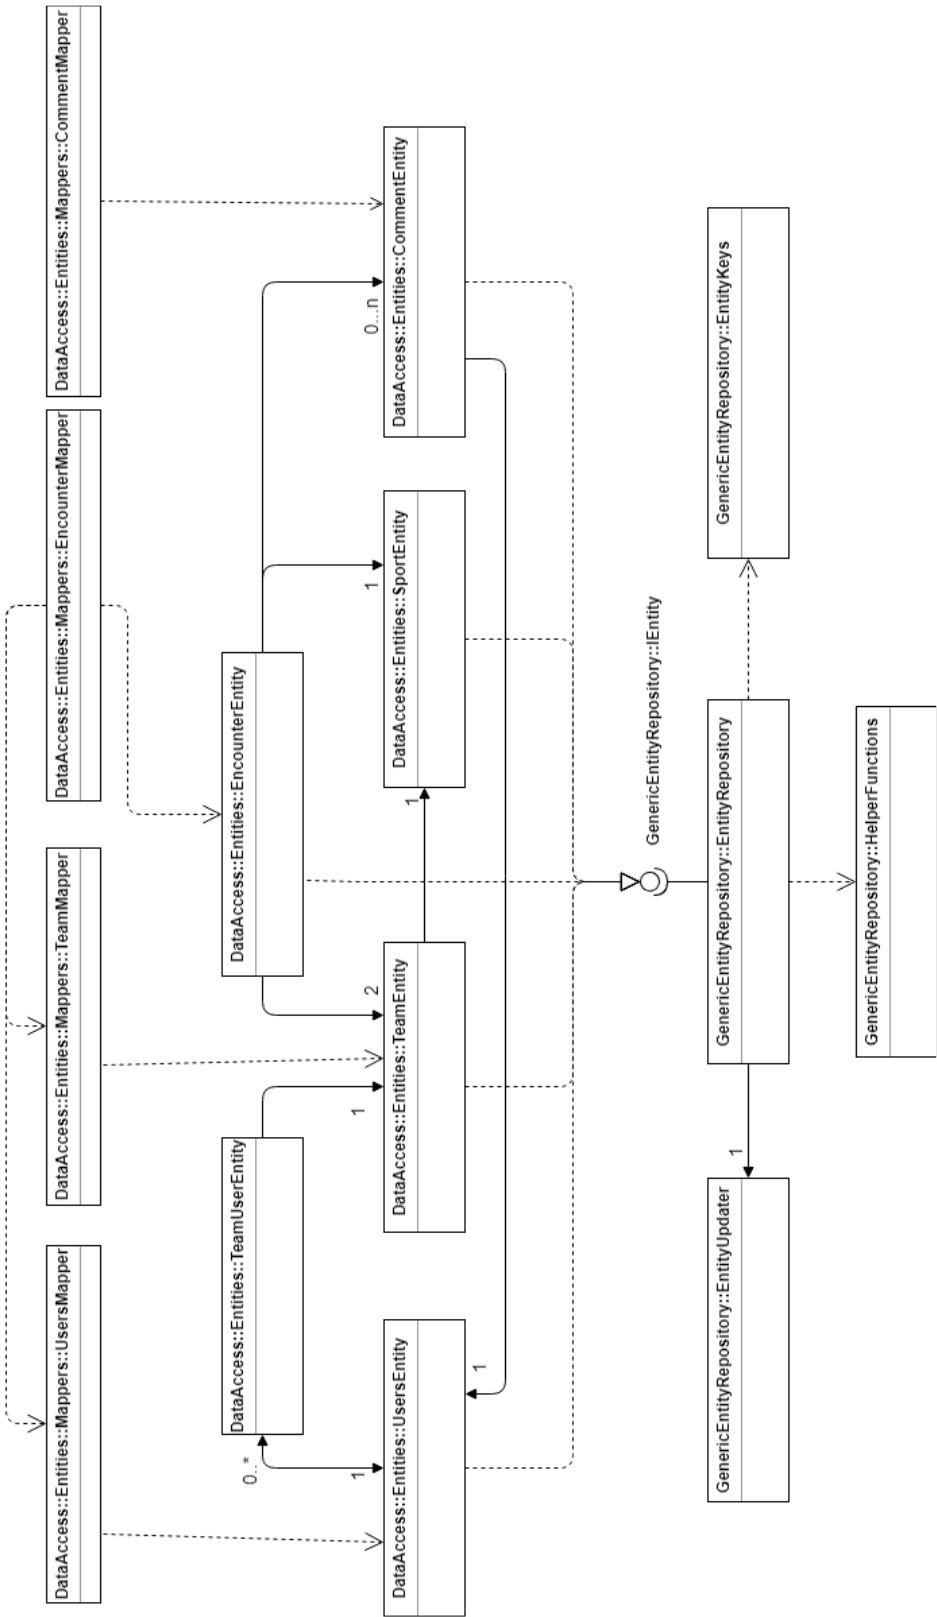 DataAccess::Entities::Mappers::UsersMapper
DataAccess::Entities::Mappers::TeamMapper
DataAccess::Entities::Mappers::EncounterMapper
DataAccess::Entities::Mappers::CommentMapper
DataAccess::Entities::TeamUserEntity
DataAccess::Entities::EncounterEntity
0..*
1
1
2
1
1
0...n
DataAccess::Entities::UsersEntity
DataAccess::Entities::TeamEntity
DataAccess::Entities::SportEntity
DataAccess::Entities::CommentEntity
1
GenericEntityRepository::IEntity
GenericEntityRepository::EntityUpdater
1
GenericEntityRepository::EntityRepository
GenericEntityRepository::EntityKeys
GenericEntityRepository::HelperFunctions